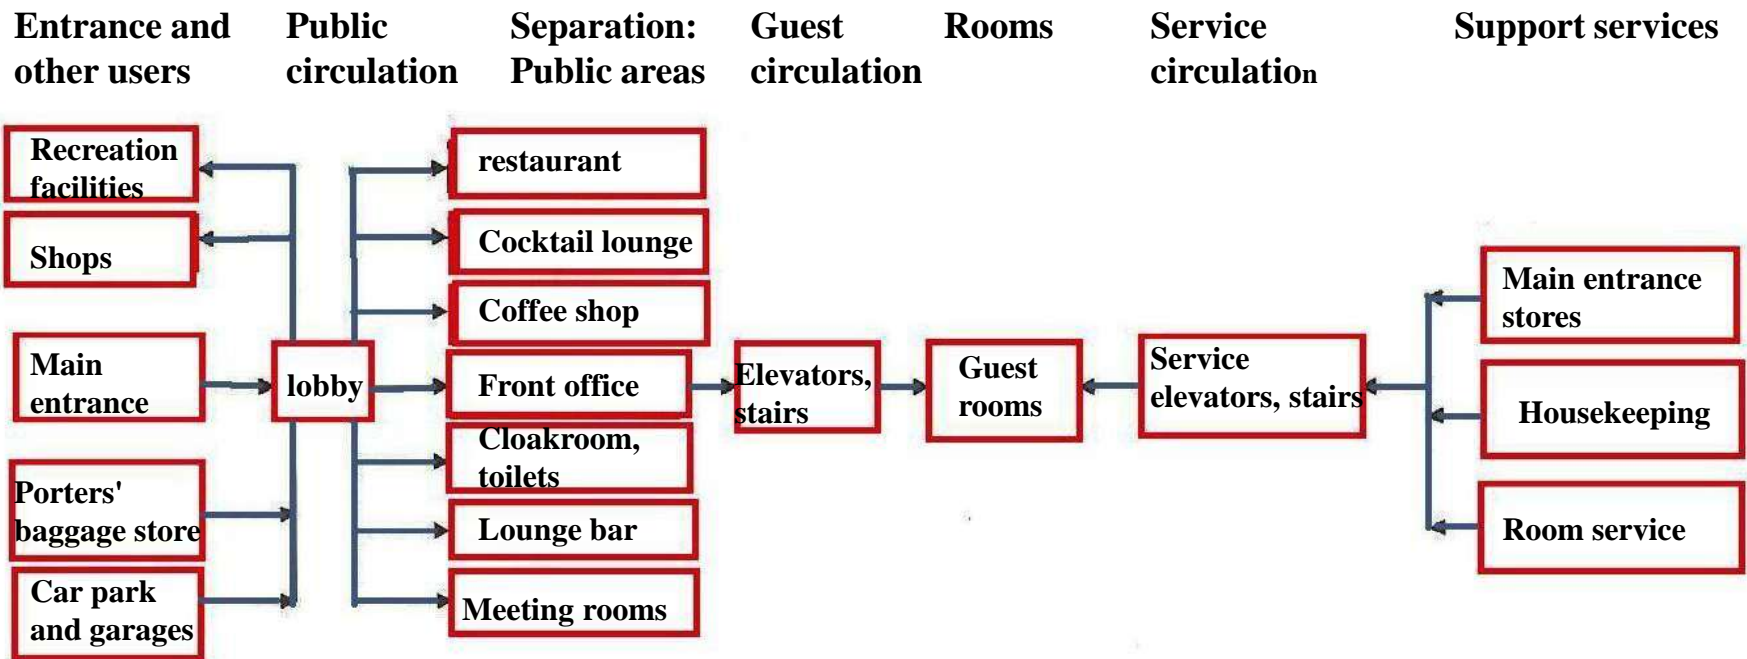 Entrance and
other users
Public
circulation
Separation:
Public areas
Guest
circulation
Rooms
Service
circulation
Support services
Recreation
facilities
Shops
Main
entrance
Porters'
baggage store
Car park
and garages
lobby
restaurant
Cocktail lounge
Coffee shop
Front office
Cloakroom,
toilets
Lounge bar
Meeting rooms
Elevators,
stairs
Guest
rooms
Service
elevators, stairs
Main entrance
stores
Housekeeping
Room service